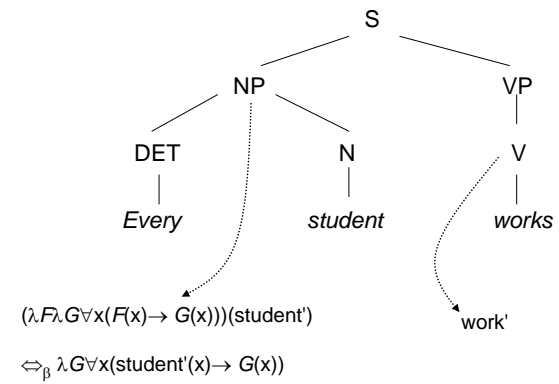 S
NP VP
DET N V
Every student works
(λFλG∀x(F(x)→ G(x)))(student')
work'
⇔β λG∀x(student'(x)→ G(x))